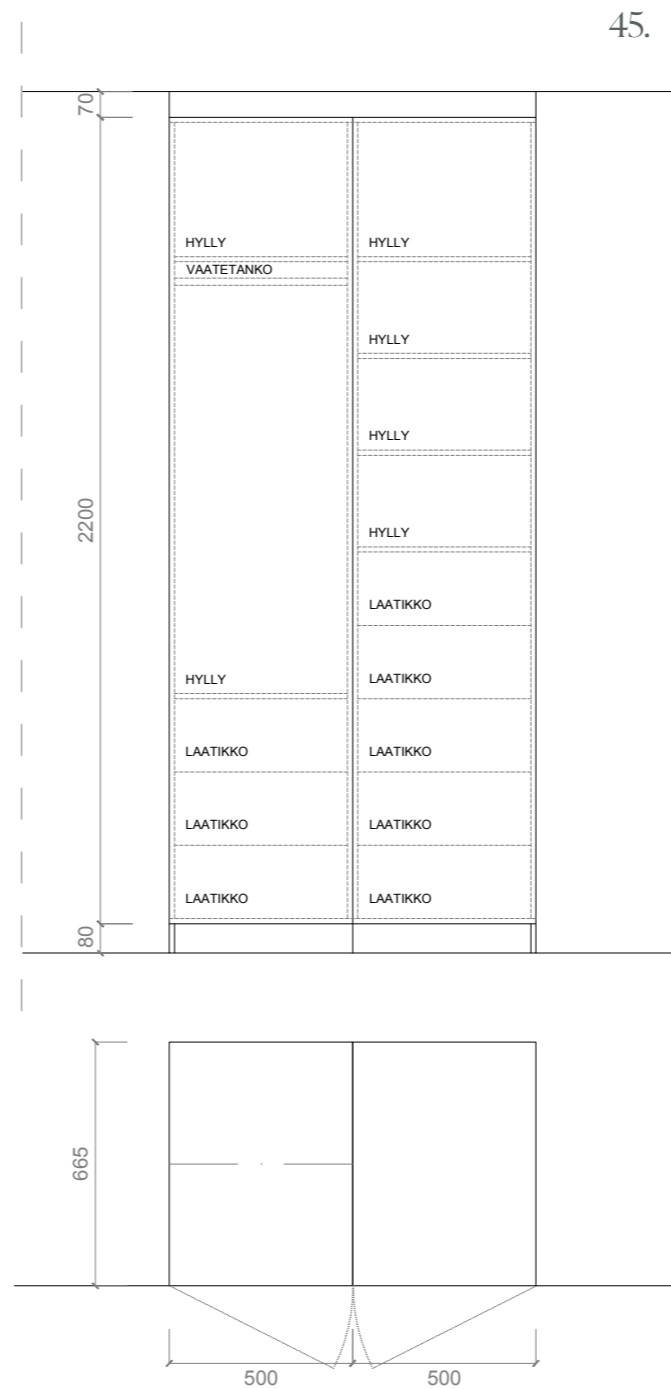 45.
70
HYLLY HYLLY
VAATETANKO
HYLLY
HYLLY
2200
HYLLY
LAATIKKO
HYLLY LAATIKKO
LAATIKKO LAATIKKO
LAATIKKO LAATIKKO
LAATIKKO LAATIKKO
80
665
500 500